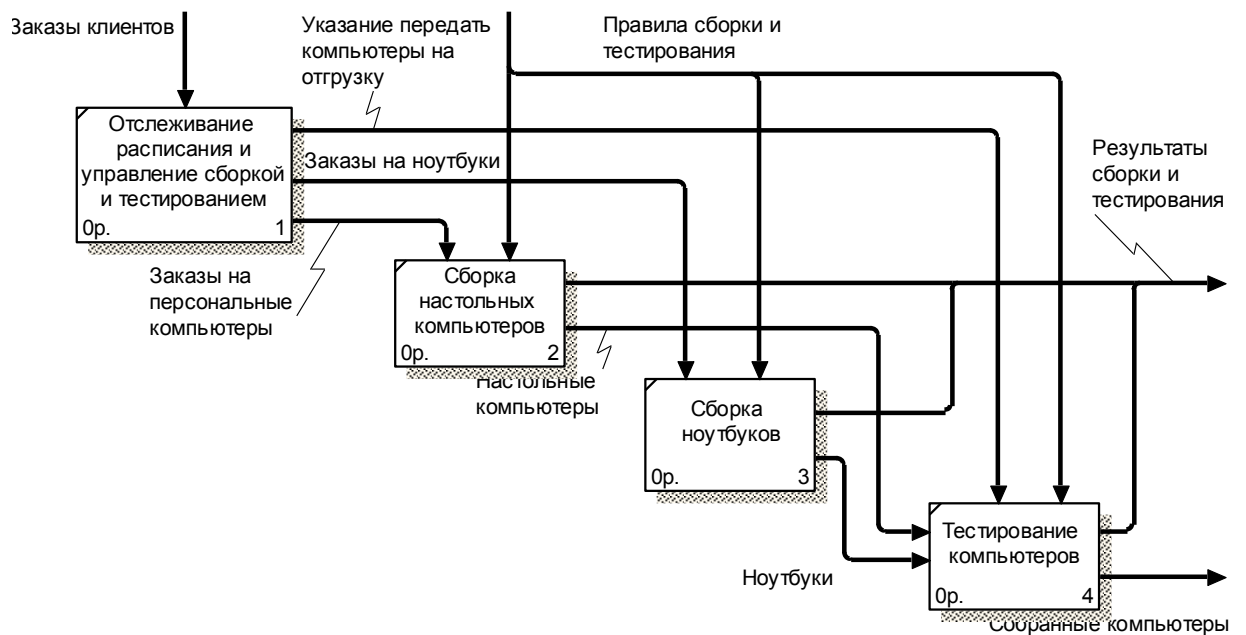 Заказы клиентов
Указание передать
компьютеры на
отгрузку
Правила сборки и
тестирования
Отслеживание
расписания и
управление сборкой
и тестированием
0р. 1
Заказы на ноутбуки
Результаты
сборки и
тестирования
Заказы на
персональные
компьютеры
Сборка
настольных
компьютеров
0р. 2
Настольные
компьютеры
Сборка
ноутбуков
0р. 3
Тестирование
компьютеров
0р. 4
Ноутбуки
Собранные компьютеры